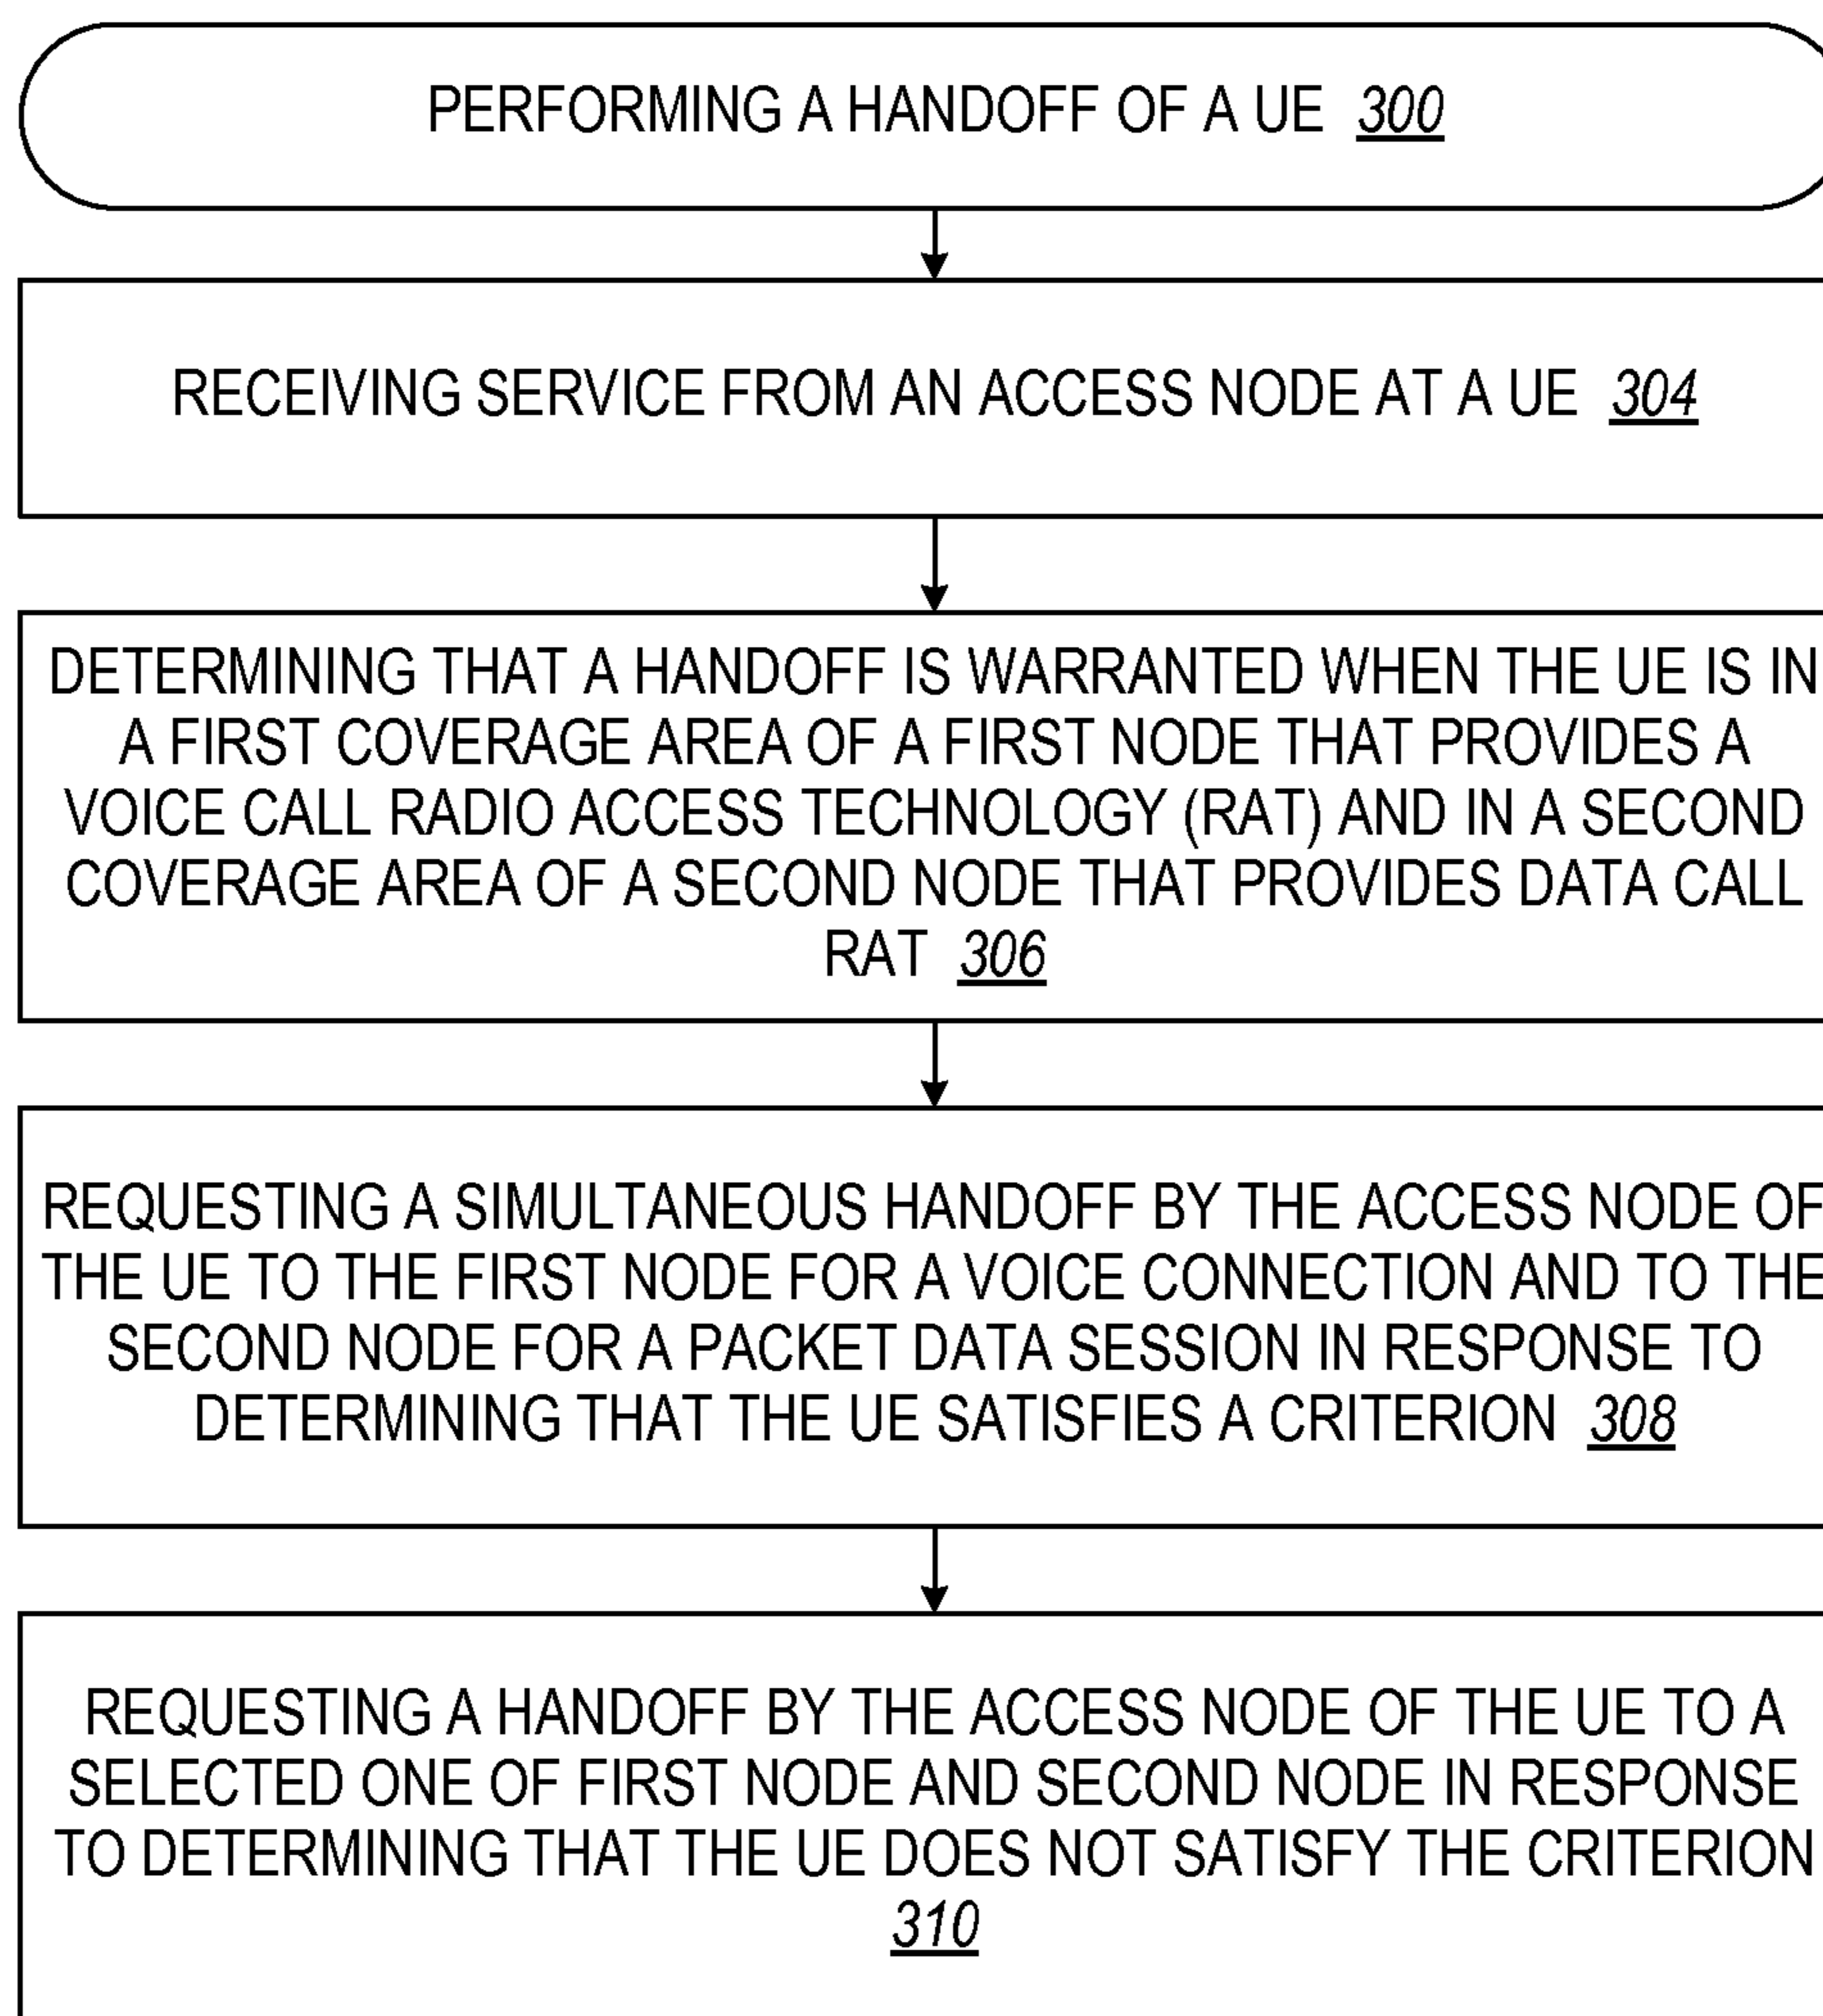 PERFORMING A HANDOFF OF A UE 300
RECEIVING SERVICE FROM AN ACCESS NODE AT A UE 304
DETERMINING THAT A HANDOFF IS WARRANTED WHEN THE UE IS IN
A FIRST COVERAGE AREA OF A FIRST NODE THAT PROVIDES A
VOICE CALL RADIO ACCESS TECHNOLOGY (RAT) AND IN A SECOND
COVERAGE AREA OF A SECOND NODE THAT PROVIDES DATA CALL
RAT 306
REQUESTING A SIMULTANEOUS HANDOFF BY THE ACCESS NODE OF
THE UE TO THE FIRST NODE FOR A VOICE CONNECTION AND TO THE
SECOND NODE FOR A PACKET DATA SESSION IN RESPONSE TO
DETERMINING THAT THE UE SATISFIES A CRITERION 308
REQUESTING A HANDOFF BY THE ACCESS NODE OF THE UE TO A
SELECTED ONE OF FIRST NODE AND SECOND NODE IN RESPONSE
TO DETERMINING THAT THE UE DOES NOT SATISFY THE CRITERION
310